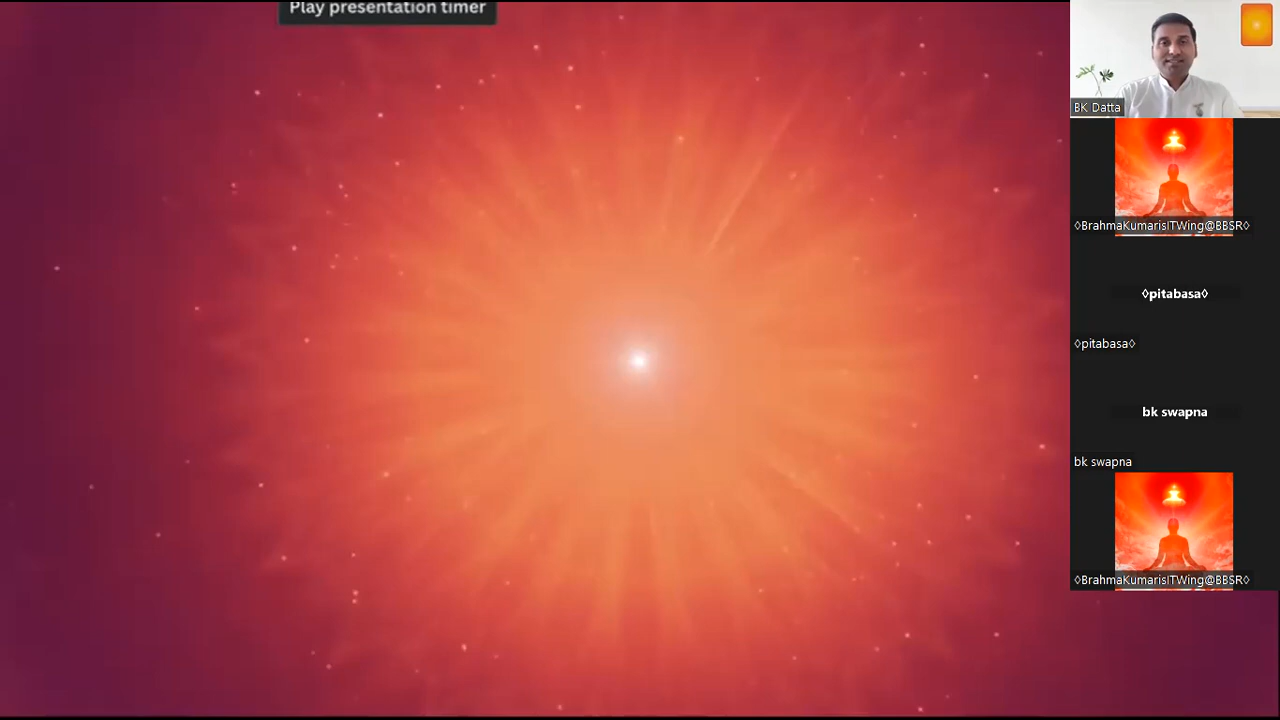 Play presentation timer
BK Datta
◊BrahmaKumarisITWing@BBSR◊
◊pitabasa◊
◊pitabasa◊
bk swapna
bk swapna
◊BrahmaKumarisITWing@BBSR◊